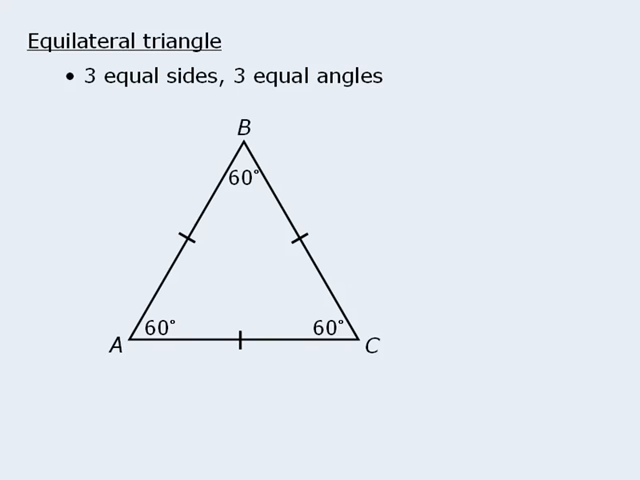 Equilateral triangle
• 3 equal sides, 3 equal angles
B
60°
60°
60°
A
C